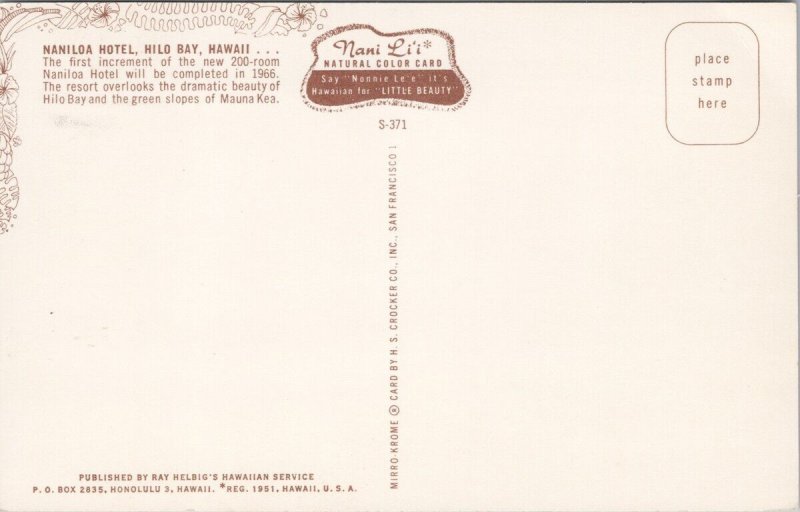 NANILOA HOTEL, HILO BAY, HAWAII . . .
The first increment of the new 200-room
Naniloa Hotel will be completed in 1966.
The resort overlooks the dramatic beauty of
Hilo Bay and the green slopes of Mauna Kea.
Nani Li'i*
NATURAL COLOR CARD
Say "Nonnie Le'e" it's
Hawaiian for "LITTLE BEAUTY"
S-371
place
stamp
here
MIRRO-KROME ® CARD BY H. S. CROCKER CO., INC., SAN FRANCISCO 1
PUBLISHED BY RAY HELBIG'S HAWAIIAN SERVICE
P. O. BOX 2835, HONOLULU 3, HAWAII. *REG. 1951, HAWAII, U. S. A.